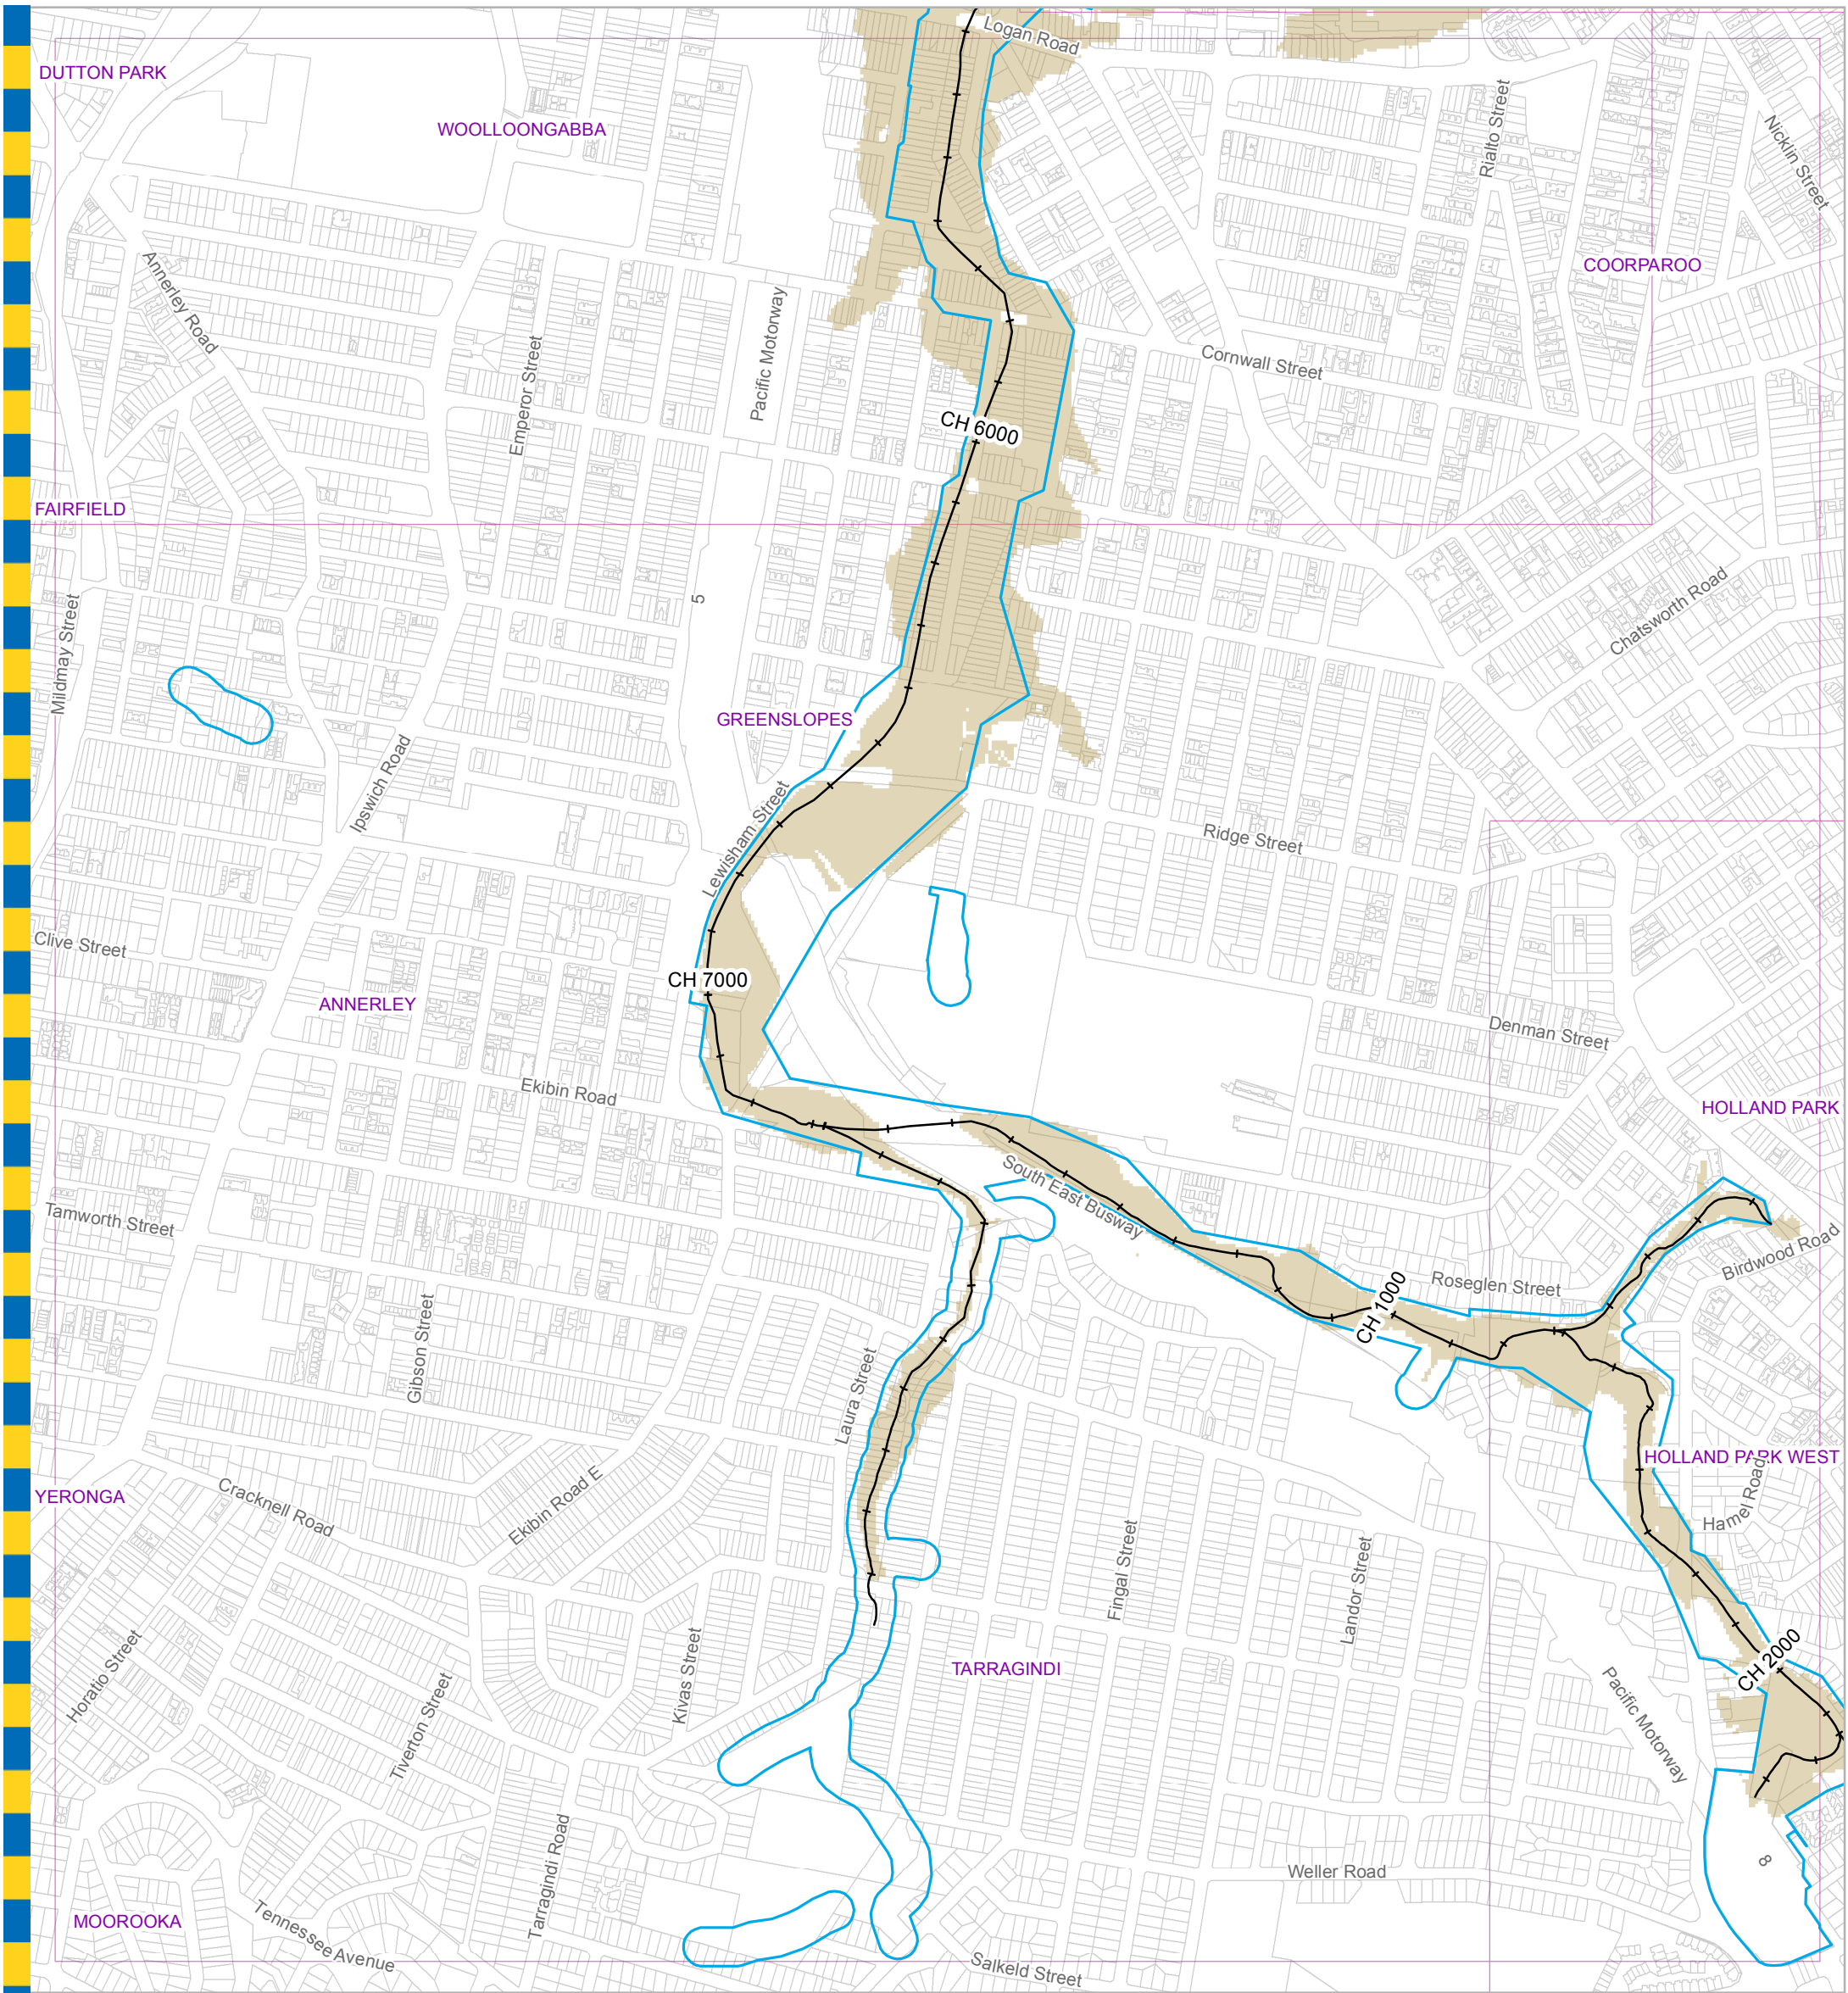 Logan Road
DUTTON PARK
WOOLLOONGABBA
Rialto Street
Nicklin Street
COORPAROO
Annerley Road
Pacific Motorway
Emperor Street
Cornwall Street
CH 6000
FAIRFIELD
5
Chatsworth Road
Mildmay Street
GREENSLOPES
Ipswich Road
Lewisham Street
Ridge Street
Clive Street
CH 7000
ANNERLEY
Denman Street
Ekibin Road
HOLLAND PARK
South East Busway
Tamworth Street
Birdwood Road
Roseglen Street
CH 1000
Gibson Street
Laura Street
HOLLAND PARK WEST
YERONGA
Cracknell Road
Ekibin Road E
Hamel Road
Fingal Street
Landor Street
Horatio Street
Kivas Street
TARRAGINDI
CH 2000
Pacific Motorway
Tiverton Street
Tarragindi Road
Weller Road
8
MOOROOKA
Tennessee Avenue
Salkeld Street